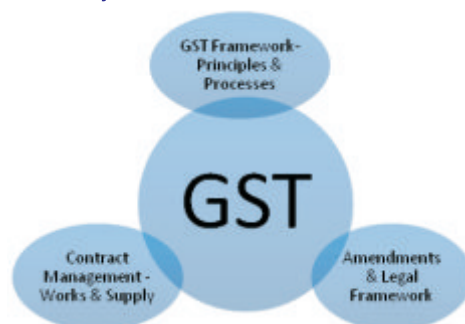 GST Framework-
Principles &
Processes
GST
Contract
Management -
Works & Supply
Amendments
& Legal
Framework